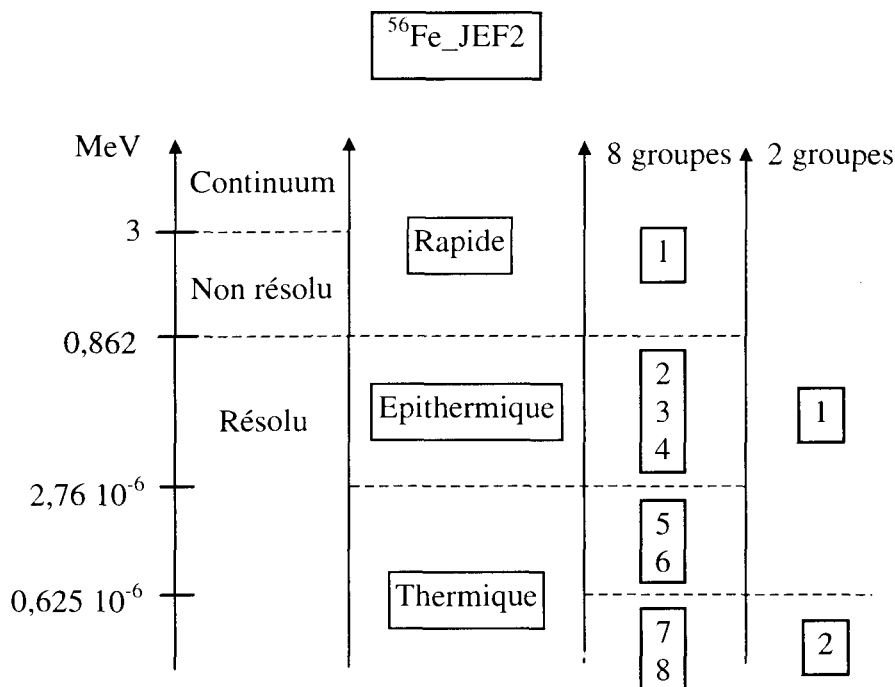 ⁵⁶Fe_JEF2
MeV
8 groupes
2 groupes
Continuum
3
Rapide
1
Non résolu
0,862
2
3
4
Résolu
Epithermique
1
2,76 10⁻⁶
5
6
0,625 10⁻⁶
Thermique
7
8
2